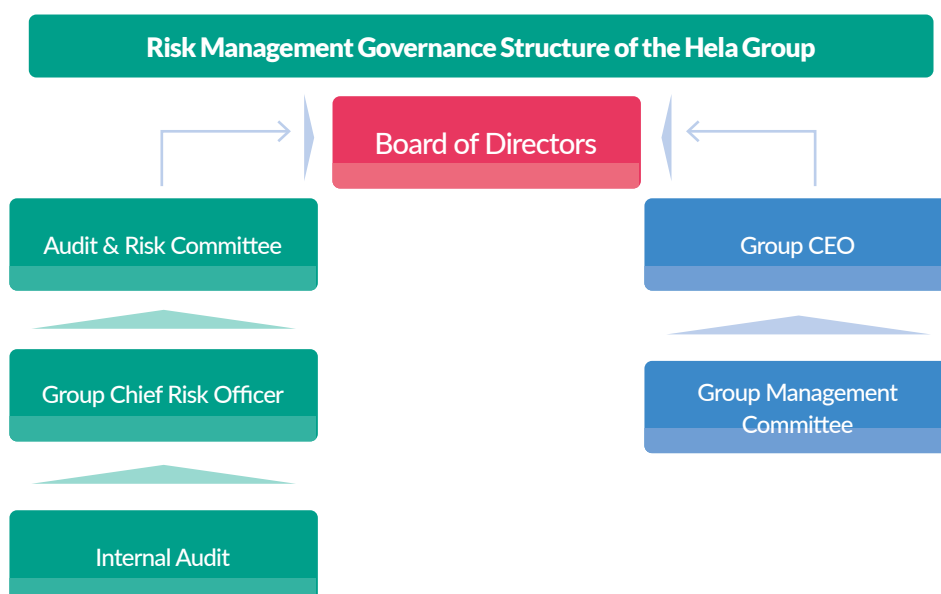 Risk Management Governance Structure of the Hela Group
Board of Directors
Audit & Risk Committee
Group CEO
Group Chief Risk Officer
Group Management
Committee
Internal Audit